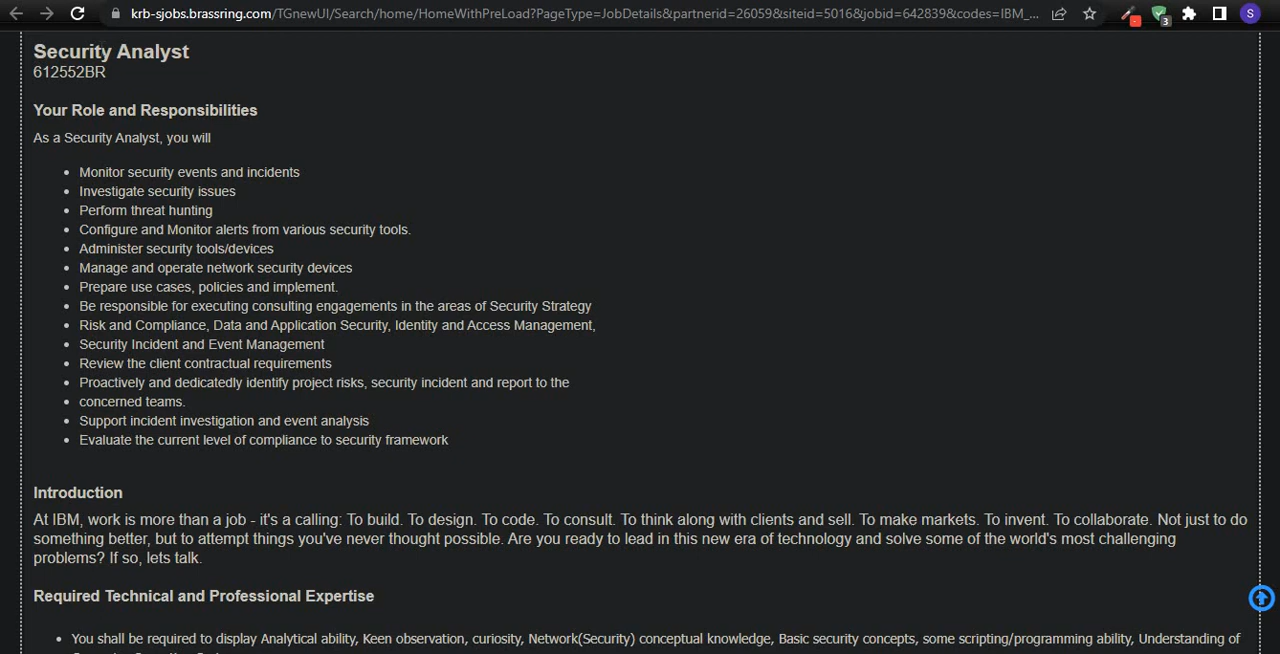 krb-sjobs.brassring.com/TGnewUI/Search/home/HomeWithPreLoad?PageType=JobDetails&partnerid=26059&siteid=5016&jobid=642839&codes=IBM_...
3
S
Security Analyst
612552BR
Your Role and Responsibilities
As a Security Analyst, you will
Monitor security events and incidents
Investigate security issues
Perform threat hunting
Configure and Monitor alerts from various security tools.
Administer security tools/devices
Manage and operate network security devices
Prepare use cases, policies and implement.
Be responsible for executing consulting engagements in the areas of Security Strategy
Risk and Compliance, Data and Application Security, Identity and Access Management,
Security Incident and Event Management
Review the client contractual requirements
Proactively and dedicatedly identify project risks, security incident and report to the
concerned teams.
Support incident investigation and event analysis
Evaluate the current level of compliance to security framework
Introduction
At IBM, work is more than a job - it's a calling: To build. To design. To code. To consult. To think along with clients and sell. To make markets. To invent. To collaborate. Not just to do
something better, but to attempt things you've never thought possible. Are you ready to lead in this new era of technology and solve some of the world's most challenging
problems? If so, lets talk.
Required Technical and Professional Expertise
You shall be required to display Analytical ability, Keen observation, curiosity, Network(Security) conceptual knowledge, Basic security concepts, some scripting/programming ability, Understanding of